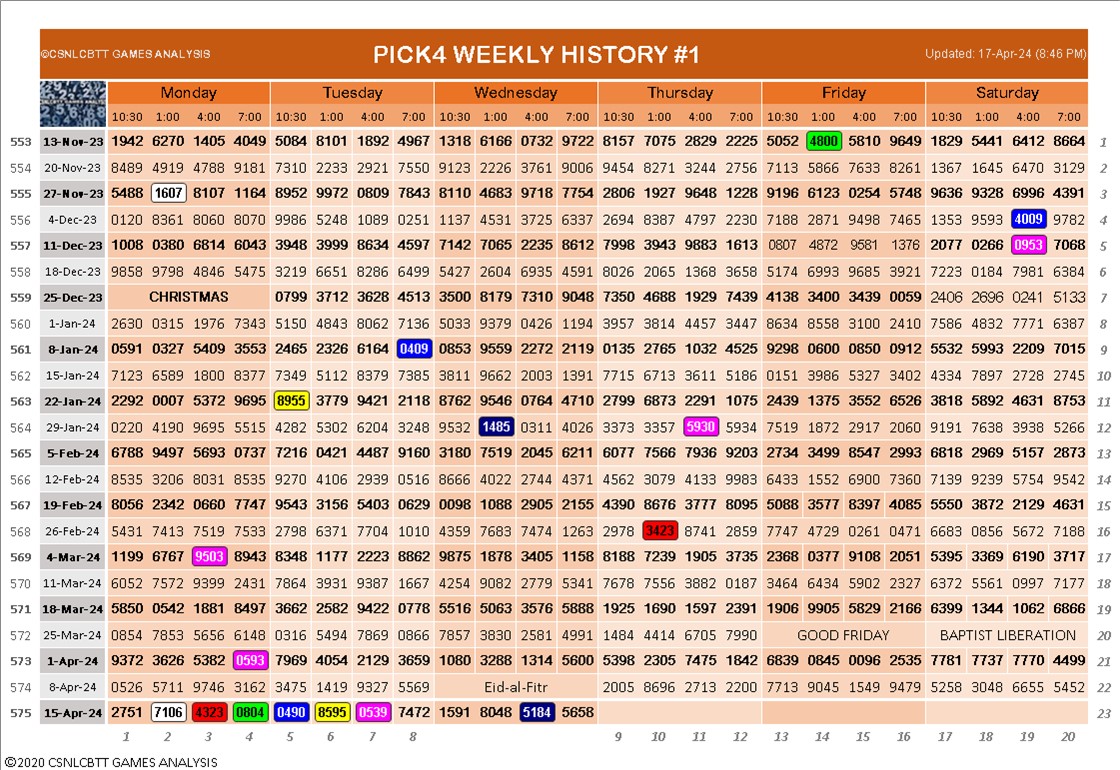 ©CSNLCBTT GAMES ANALYSIS PICK4 WEEKLY HISTORY #1 Updated: 17-Apr-24 (8:46 PM)
Monday Tuesday Wednesday Thursday Friday Saturday
10:30 1:00 4:00 7:00 10:30 1:00 4:00 7:00 10:30 1:00 4:00 7:00 10:30 1:00 4:00 7:00 10:30 1:00 4:00 7:00 10:30 1:00 4:00 7:00
553 13-Nov-23 1942 6270 1405 4049 5084 8101 1892 4967 1318 6166 0732 9722 8157 7075 2829 2225 5052 4800 5810 9649 1829 5441 6412 8664 1
554 20-Nov-23 8489 4919 4788 9181 7310 2233 2921 7550 9123 2226 3761 9006 9454 8271 3244 2756 7113 5866 7633 8261 1367 1645 6470 3129 2
555 27-Nov-23 5488 1607 8107 1164 8952 9972 0809 7843 8110 4683 9718 7754 2806 1927 9648 1228 9196 6123 0254 5748 9636 9328 6996 4391 3
556 4-Dec-23 0120 8361 8060 8070 9986 5248 1089 0251 1137 4531 3725 6337 2694 8387 4797 2230 7188 2871 9498 7465 1353 9593 4009 9782 4
557 11-Dec-23 1008 0380 6814 6043 3948 3999 8634 4597 7142 7065 2235 8612 7998 3943 9883 1613 0807 4872 9581 1376 2077 0266 0953 7068 5
558 18-Dec-23 9858 9798 4846 5475 3219 6651 8286 6499 5427 2604 6935 4591 8026 2065 1368 3658 5174 6993 9685 3921 7223 0184 7981 6384 6
559 25-Dec-23 CHRISTMAS 0799 3712 3628 4513 3500 8179 7310 9048 7350 4688 1929 7439 4138 3400 3439 0059 2406 2696 0241 5133 7
560 1-Jan-24 2630 0315 1976 7343 5150 4843 8062 7136 5033 9379 0426 1194 3957 3814 4457 3447 8634 8558 3100 2410 7586 4832 7771 6387 8
561 8-Jan-24 0591 0327 5409 3553 2465 2326 6164 0409 0853 9559 2272 2119 0135 2765 1032 4525 9298 0600 8650 0912 5532 5993 2209 7015 9
562 15-Jan-24 7123 6589 1800 8377 7349 5112 8379 7385 3811 9662 2003 1391 7715 6713 3611 5186 0151 3986 5327 3402 4334 7897 2728 2745 10
563 22-Jan-24 2292 0007 5372 9695 8955 3779 9421 2118 8762 9546 0764 4710 2799 6873 2291 1075 2439 1375 3552 6526 3818 5892 4631 8753 11
564 29-Jan-24 0220 4190 9695 5515 4282 5302 6204 3248 9532 1485 0311 4026 3373 3357 5930 5934 7519 1872 2917 2060 9191 7638 3938 5266 12
565 5-Feb-24 6788 9497 5693 0737 7216 0421 4487 9160 3180 7519 2045 6211 6077 7566 7936 9203 2734 3499 8547 2993 6818 2969 5157 2873 13
566 12-Feb-24 8535 3206 8031 8535 9270 4106 2939 0516 8666 4022 2744 4371 4562 3079 4133 9983 6433 1552 6900 7360 7139 9239 5754 9542 14
567 19-Feb-24 8056 2342 0660 7747 9543 3156 5403 0629 0098 1088 2905 2155 4390 8676 3777 8095 5088 3577 8397 4085 5550 3872 2129 4631 15
568 26-Feb-24 5431 7413 7519 7533 2798 6371 7704 1010 4359 7683 7474 1263 2978 3423 8741 2859 7747 4729 0261 0471 6683 0856 5672 7188 16
569 4-Mar-24 1199 6767 9503 8943 8348 1177 2223 8862 9875 1878 3405 1158 8188 7239 1905 3735 2368 0377 9108 2051 5395 3369 6190 3717 17
570 11-Mar-24 6052 7572 9399 2431 7864 3931 9387 1667 4254 9082 2779 5341 7678 7556 3882 0187 3464 6434 5902 2327 6372 5561 0997 7177 18
571 18-Mar-24 5850 0542 1881 8497 3662 2582 9422 0778 5516 5063 3576 5888 1925 1690 1597 2391 1906 9905 5829 2166 6399 1344 1062 6866 19
572 25-Mar-24 0854 7853 5656 6148 0316 5494 7869 0866 7857 3830 2581 4991 1484 4414 6705 7990 GOOD FRIDAY BAPTIST LIBERATION 20
573 1-Apr-24 9372 3626 5382 0593 7969 4054 2129 3659 1080 3288 1314 5600 5398 2305 7475 1842 6839 0845 0096 2535 7781 7737 7770 4499 21
574 8-Apr-24 0526 5711 9746 3162 3475 1419 9327 5569 Eid-al-Fitr 2005 8696 2713 2200 7713 9045 1549 9479 5258 3048 6655 5452 22
575 15-Apr-24 2751 7106 4323 0804 0490 8595 0539 7472 1591 8048 5184 5658 23
1 2 3 4 5 6 7 8 9 10 11 12 13 14 15 16 17 18 19 20
©2020 CSNLCBTT GAMES ANALYSIS